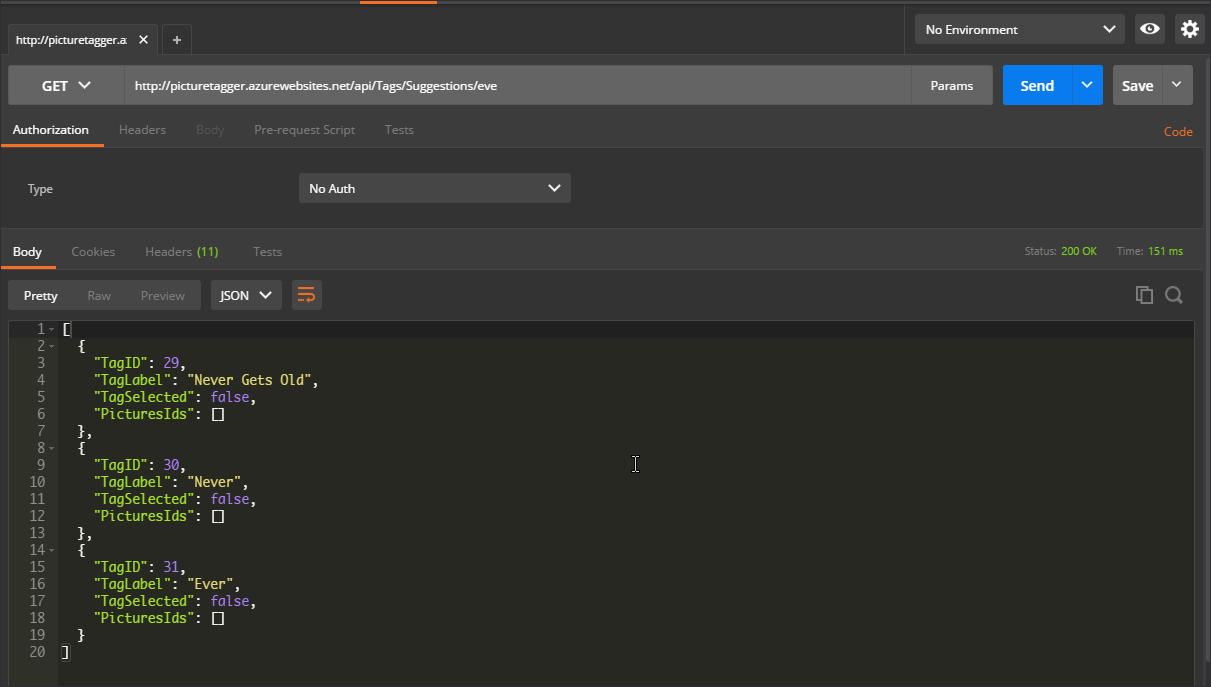 http://picturetagger.a: No Environment
GET http://picturetagger.azurewebsites.net/api/Tags/Suggestions/eve Params Send Save
Authorization Headers Body Pre-request Script Tests Code
Type No Auth
Body Cookies Headers (11) Tests Status: 200 OK Time: 151 ms
Pretty Raw Preview JSON
1 [
2 {
3 "TagID": 29,
4 "TagLabel": "Never Gets Old",
5 "TagSelected": false,
6 "PicturesIds": []
7 },
8 {
9 "TagID": 30,
10 "TagLabel": "Never",
11 "TagSelected": false,
12 "PicturesIds": []
13 },
14 {
15 "TagID": 31,
16 "TagLabel": "Ever",
17 "TagSelected": false,
18 "PicturesIds": []
19 }
20 ]